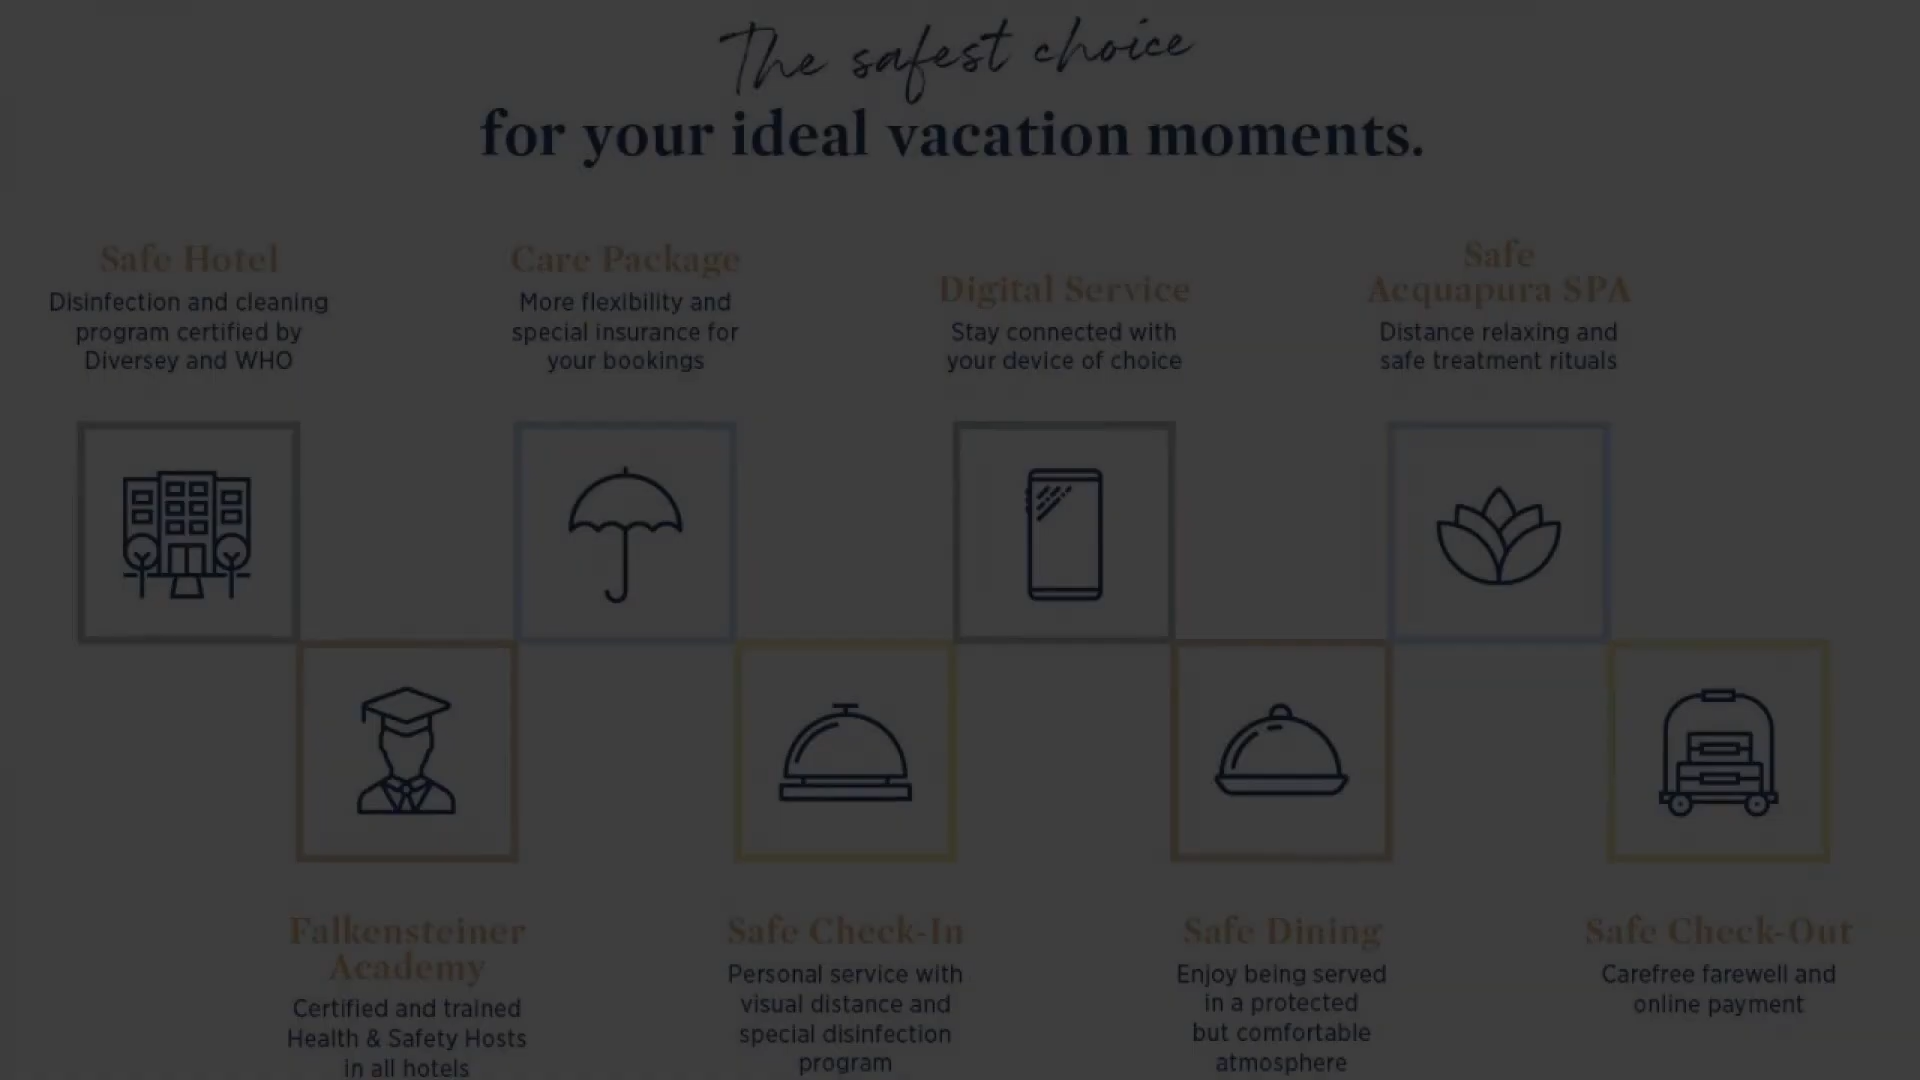 The safest choice
for your ideal vacation moments.
Safe Hotel
Disinfection and cleaning
program certified by
Diversey and WHO
Care Package
More flexibility and
special insurance for
your bookings
Digital Service
Stay connected with
your device of choice
Safe
Acquapura SPA
Distance relaxing and
safe treatment rituals
Falkensteiner
Academy
Certified and trained
Health & Safety Hosts
in all hotels
Safe Check-In
Personal service with
visual distance and
special disinfection
program
Safe Dining
Enjoy being served
in a protected
but comfortable
atmosphere
Safe Check-Out
Carefree farewell and
online payment